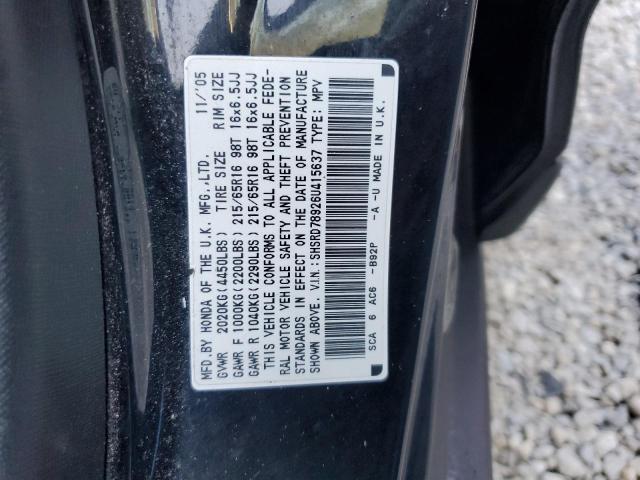 MFD.BY HONDA OF THE U.K. MFG.,LTD. 11/'05
GVWR 2020KG(4450LBS) TIRE SIZE RIM SIZE
GAWR F 1000KG(2200LBS) 215/65R16 98T 16x6.5JJ
GAWR R 1040KG(2290LBS) 215/65R16 98T 16x6.5JJ
THIS VEHICLE CONFORMS TO ALL APPLICABLE FEDE-
RAL MOTOR VEHICLE SAFETY AND THEFT PREVENTION
STANDARDS IN EFFECT ON THE DATE OF MANUFACTURE
SHOWN ABOVE. V.I.N.:SHSRD78926U415637 TYPE: MPV
SCA 6 AC6 -B92P -A -U MADE IN U.K.